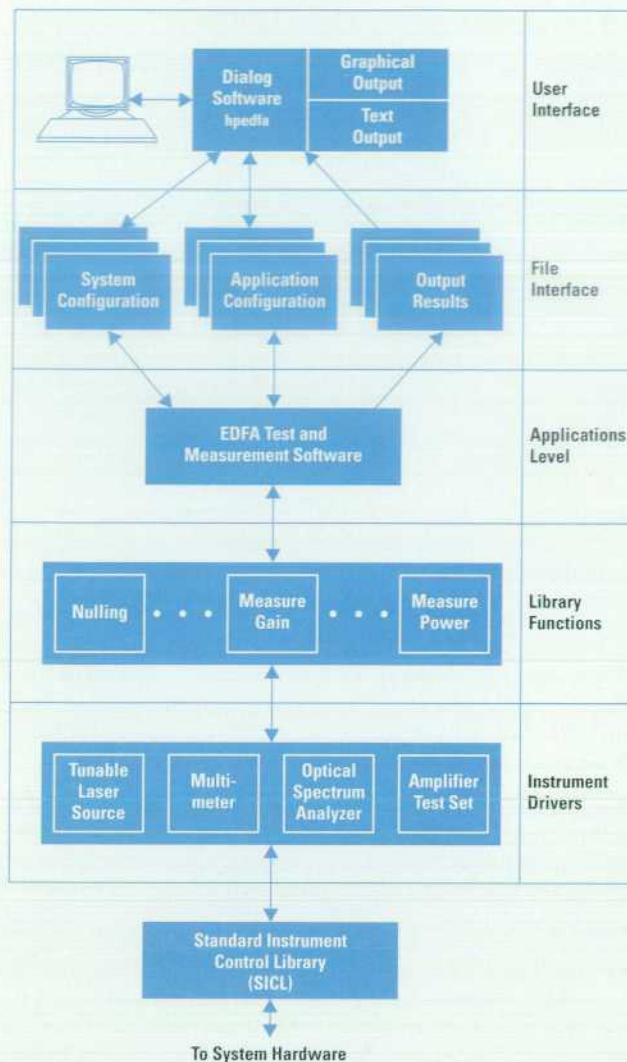 Dialog
Software
hpedfa
Graphical
Output
Text
Output
User
Interface
System
Configuration
Application
Configuration
Output
Results
File
Interface
EDFA Test and
Measurement Software
Applications
Level
Nulling
Measure
Gain
Measure
Power
Library
Functions
Tunable
Laser
Source
Multi-
meter
Optical
Spectrum
Analyzer
Amplifier
Test Set
Instrument
Drivers
Standard Instrument
Control Library
(SICL)
To System Hardware